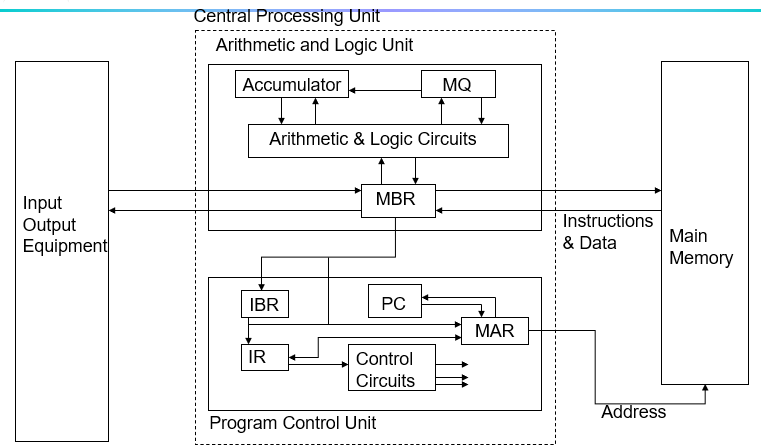 Central Processing Unit
Arithmetic and Logic Unit
Accumulator
MQ
Arithmetic & Logic Circuits
Input
Output
Equipment
MBR
Instructions
& Data
Main
Memory
IBR
PC
MAR
IR
Control
Circuits
Address
Program Control Unit